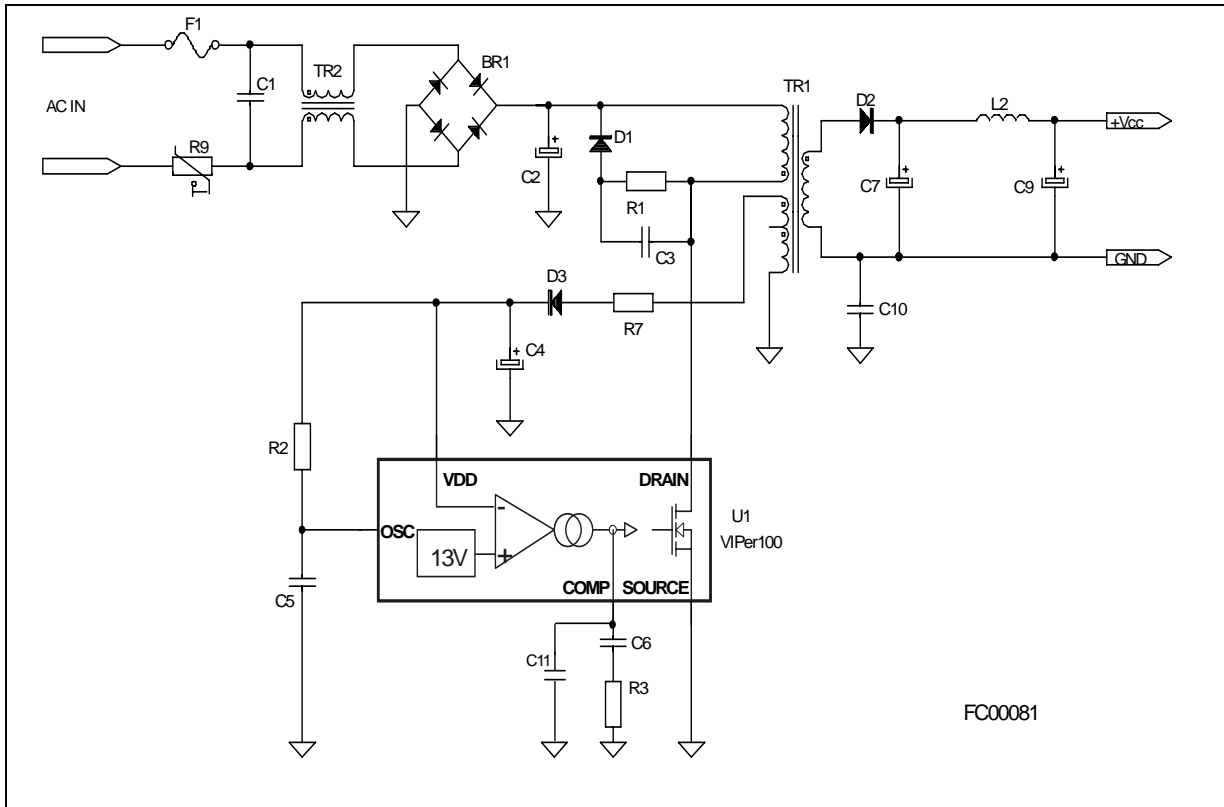 F1
TR2
BR1
TR1
C1
D2
L2
+Vcc
AC IN
D1
R9
T°
C2
+
R1
C3
C7
+
C9
+
GND
D3
R7
C10
C4
+
R2
VDD
DRAIN
OSC
-
+
13V
U1
VIPer100
COMP
SOURCE
C5
C6
C11
R3
FC00081